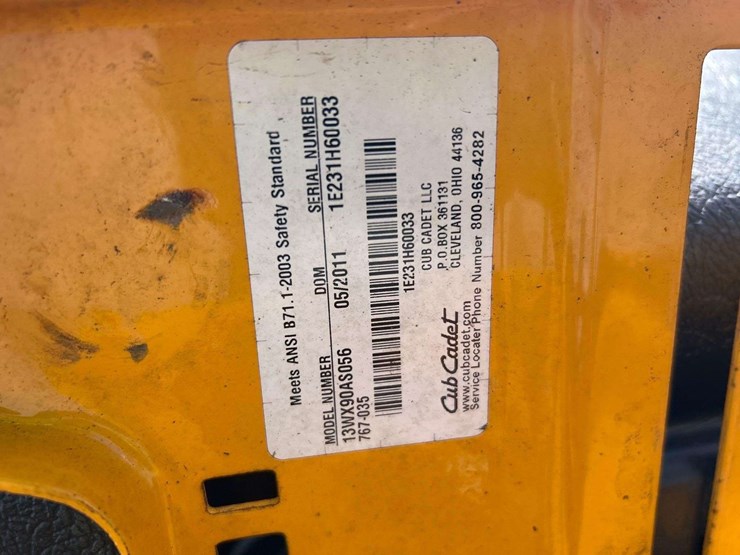 Meets ANSI B71.1-2003 Safety Standard
MODEL NUMBER DOM SERIAL NUMBER
13WX90AS056 05/2011 1E231H60033
767-035
1E231H60033
CUB CADET LLC
P.O. BOX 361131
CLEVELAND, OHIO 44136
Cub Cadet
www.cubcadet.com
Service Locater Phone Number 800-965-4282